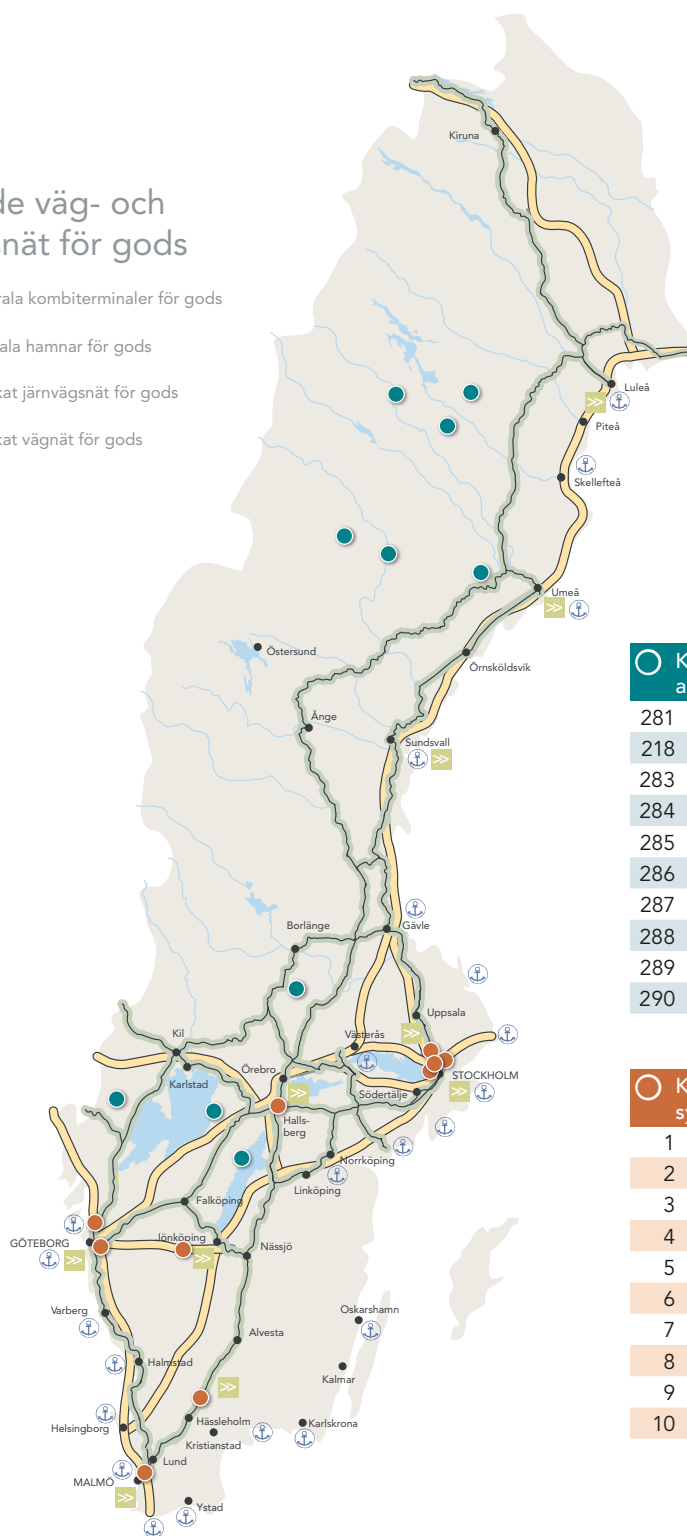 de väg- och
snät för gods
rala kombiterminaler för gods
ala hamnar för gods
kat järnvägsnät för gods
kat vägnät för gods
Kiruna
Luleå
Piteå
Skellefteå
Umeå
Örnsköldsvik
Östersund
Ånge
Sundsvall
Borlänge
Gävle
Uppsala
Västerås
Kil
Karlstad
Örebro
STOCKHOLM
Södertälje
Halls-
berg
Norrköping
Linköping
Falköping
GÖTEBORG
Jönköping
Nässjö
Varberg
Oskarshamn
Alvesta
Halmstad
Kalmar
Helsingborg
Hässleholm
Karlskrona
Kristianstad
Lund
MALMÖ
Ystad
K
a
281
218
283
284
285
286
287
288
289
290
K
sy
1
2
3
4
5
6
7
8
9
10